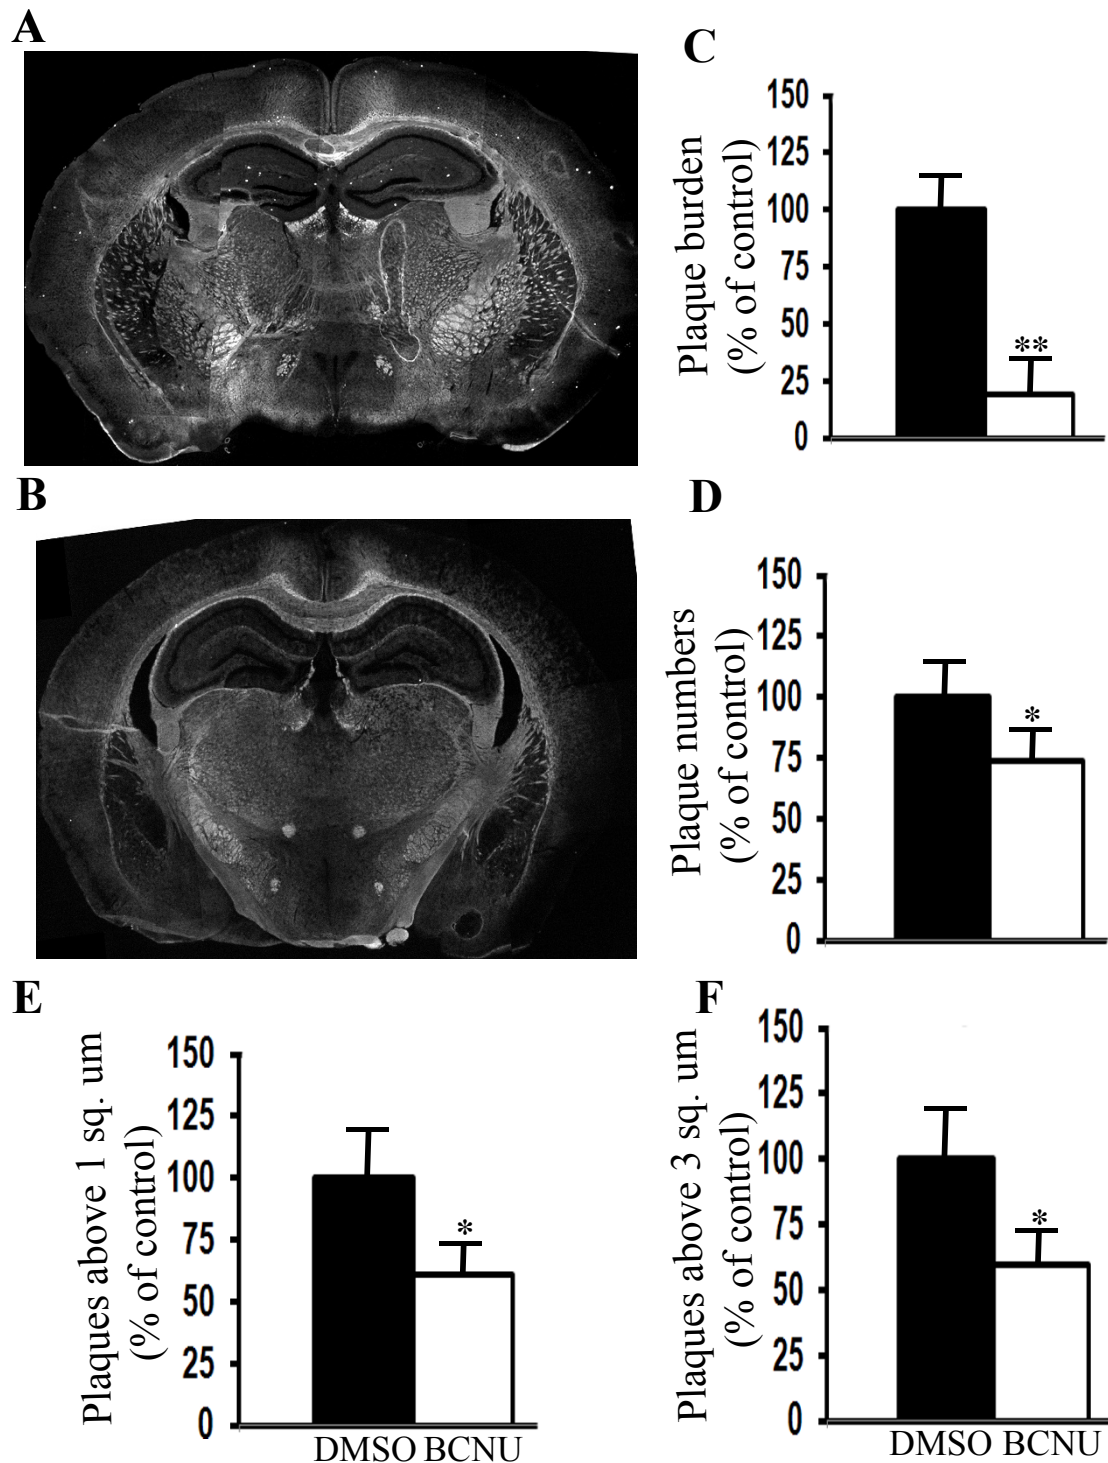 A
C
150
125
100
75
50
25
0
Plaque burden
(% of control)
**
B
D
150
125
100
75
50
25
0
Plaque numbers
(% of control)
*
E
150
125
100
75
50
25
0
Plaques above 1 sq. um
(% of control)
*
DMSO BCNU
F
150
125
100
75
50
25
0
Plaques above 3 sq. um
(% of control)
*
DMSO BCNU